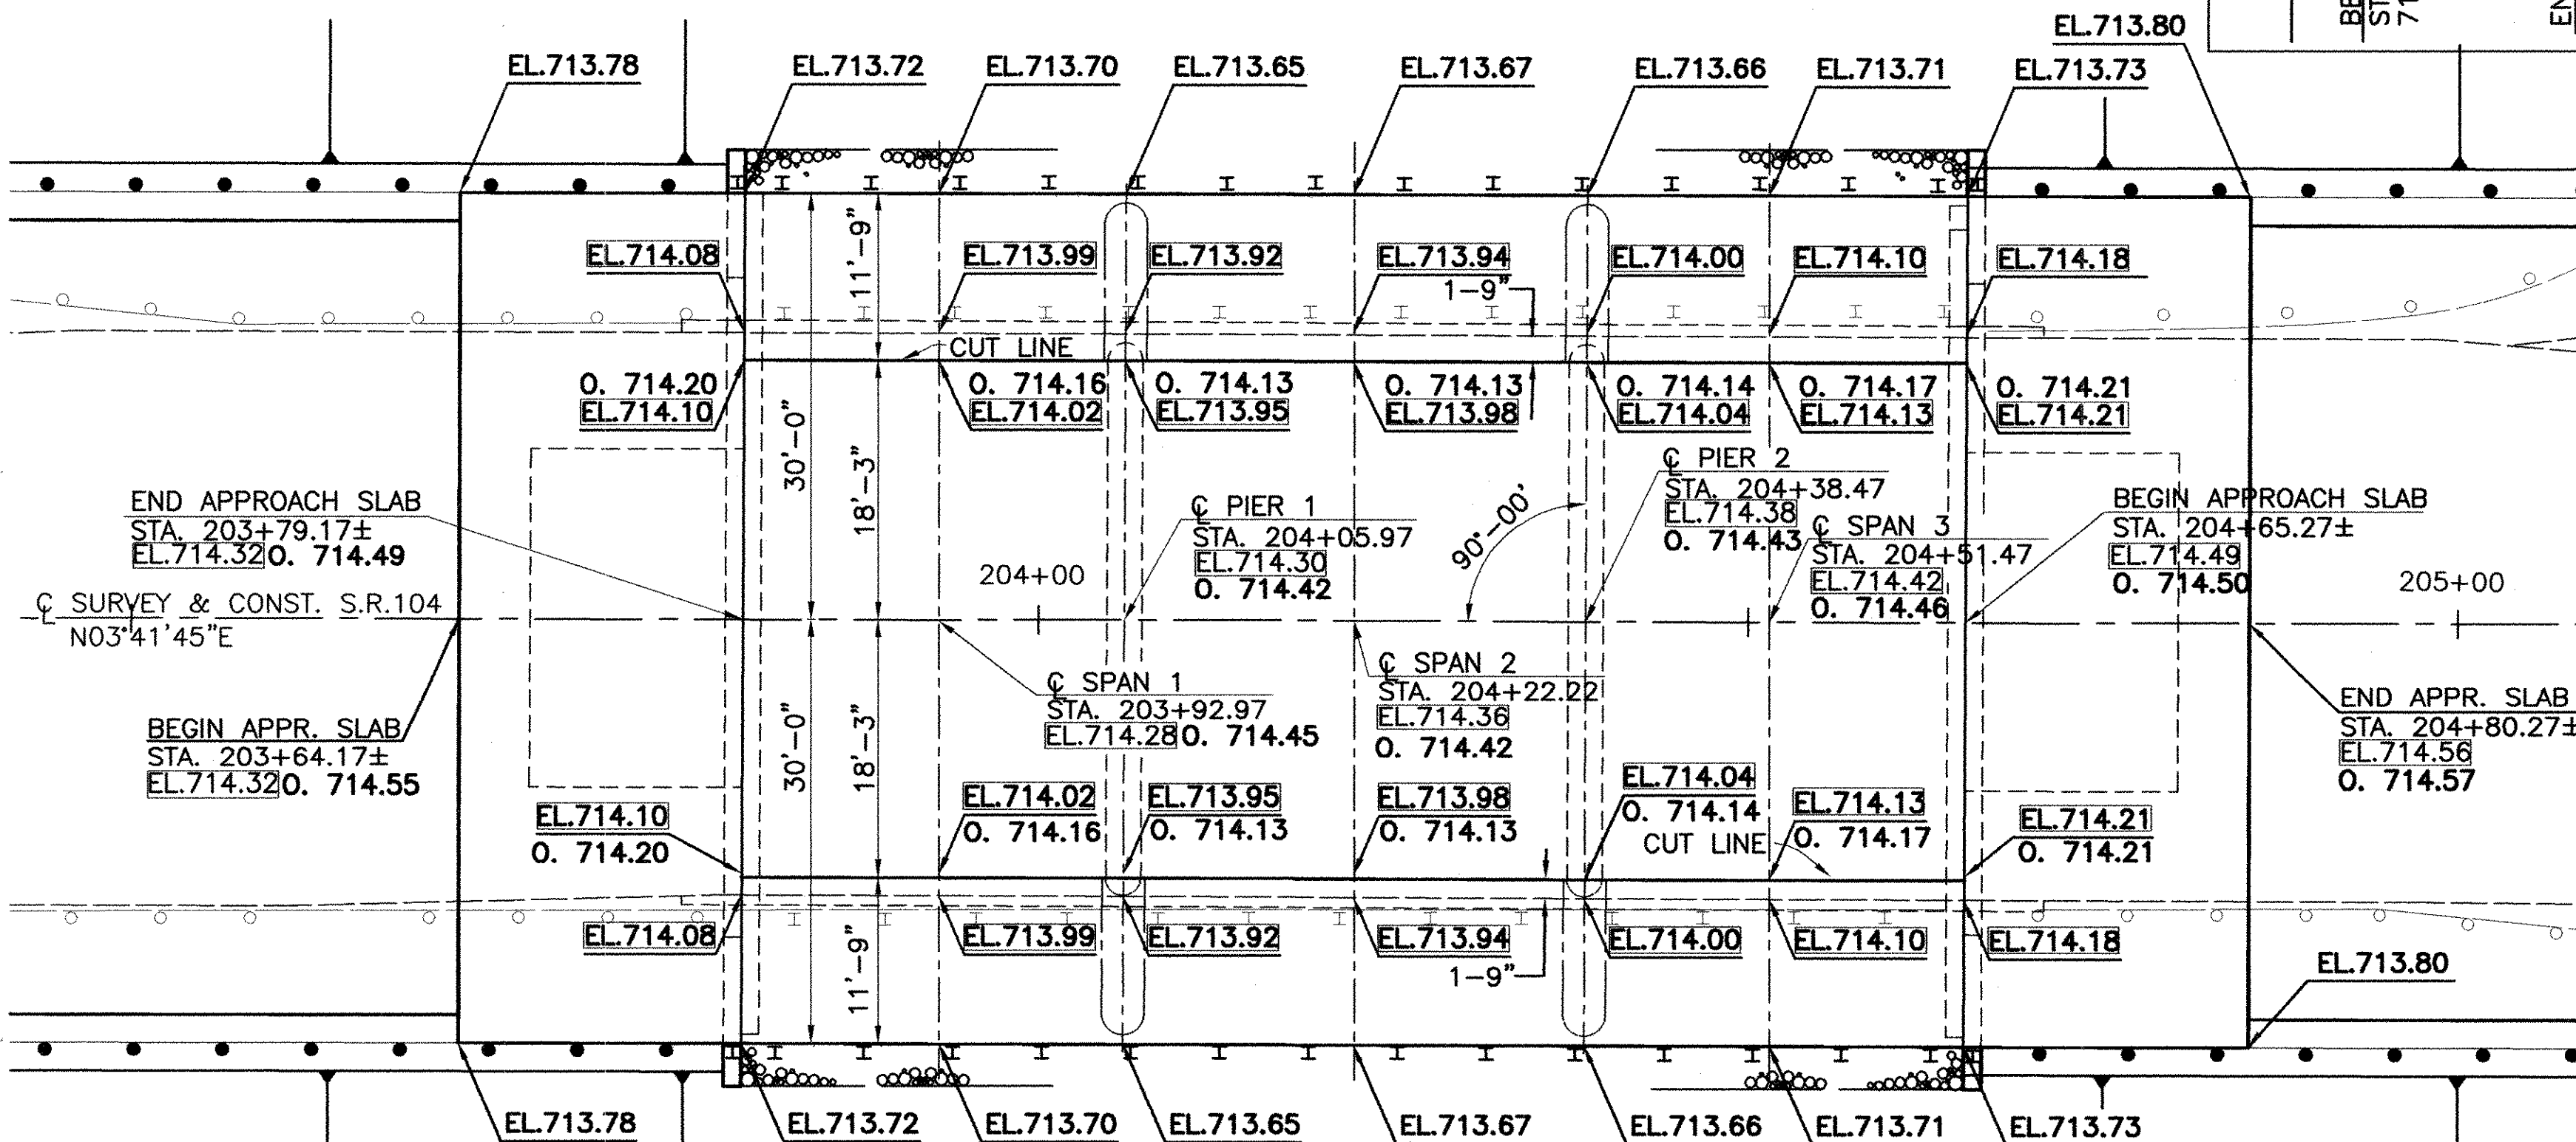 BE
ST
71
EN
EL.713.80
EL.713.78
EL.713.72
EL.713.70
EL.713.65
EL.713.67
EL.713.66
EL.713.71
EL.713.73
11'-9"
EL.714.08
EL.713.99
EL.713.92
EL.713.94
EL.714.00
EL.714.10
EL.714.18
1-9"
CUT LINE
O. 714.20
EL.714.10
O. 714.16
EL.714.02
O. 714.13
EL.713.95
O. 714.13
EL.713.98
O. 714.14
EL.714.04
O. 714.17
EL.714.13
O. 714.21
EL.714.21
30'-0"
18'-3"
END APPROACH SLAB
STA. 203+79.17±
EL.714.32 O. 714.49
℄ PIER 1
STA. 204+05.97
EL.714.30
O. 714.42
90°-00'
℄ PIER 2
STA. 204+38.47
EL.714.38
O. 714.43
℄ SPAN 3
STA. 204+51.47
EL.714.42
O. 714.46
BEGIN APPROACH SLAB
STA. 204+65.27±
EL.714.49
O. 714.50
204+00
205+00
℄ SURVEY & CONST. S.R.104
N03°41'45"E
℄ SPAN 1
STA. 203+92.97
EL.714.28 O. 714.45
℄ SPAN 2
STA. 204+22.22
EL.714.36
O. 714.42
END APPR. SLAB
STA. 204+80.27±
EL.714.56
O. 714.57
BEGIN APPR. SLAB
STA. 203+64.17±
EL.714.32 O. 714.55
30'-0"
18'-3"
EL.714.10
O. 714.20
EL.714.02
O. 714.16
EL.713.95
O. 714.13
EL.713.98
O. 714.13
EL.714.04
O. 714.14
EL.714.13
O. 714.17
EL.714.21
O. 714.21
CUT LINE
EL.714.08
EL.713.99
EL.713.92
EL.713.94
EL.714.00
EL.714.10
EL.714.18
11'-9"
1-9"
EL.713.80
EL.713.78
EL.713.72
EL.713.70
EL.713.65
EL.713.67
EL.713.66
EL.713.71
EL.713.73